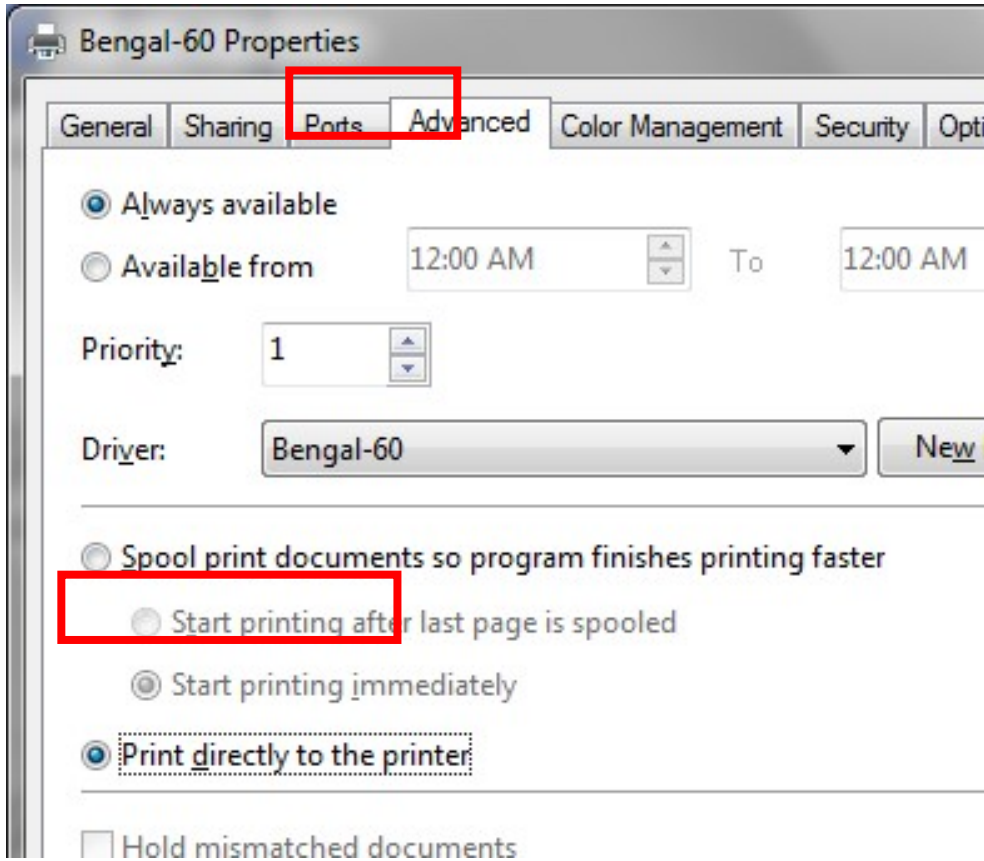 Bengal-60 Properties
General Sharing Ports Advanced Color Management Security
Always available
Available from 12:00 AM To 12:00 AM
Priority: 1
Driver: Bengal-60 New
Spool print documents so program finishes printing faster
Start printing after last page is spooled
Start printing immediately
Print directly to the printer
Hold mismatched documents